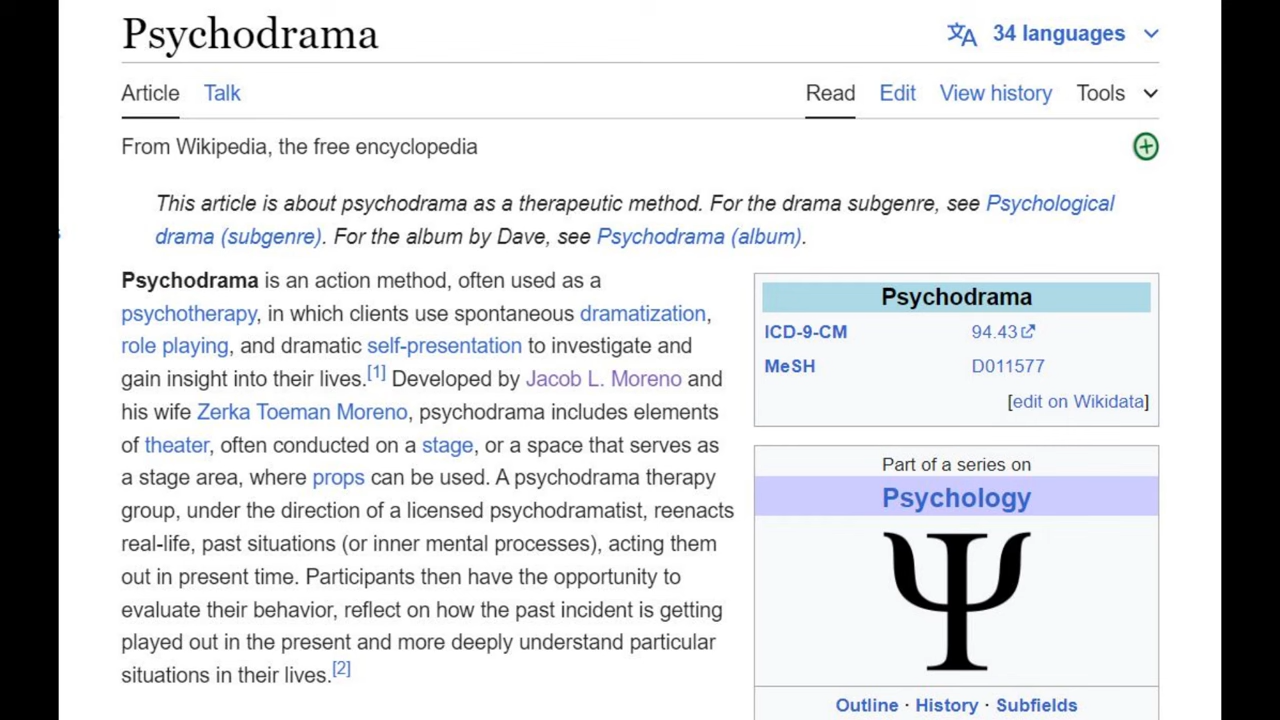 Psychodrama
34 languages
Article Talk Read Edit View history Tools
From Wikipedia, the free encyclopedia
This article is about psychodrama as a therapeutic method. For the drama subgenre, see Psychological
drama (subgenre). For the album by Dave, see Psychodrama (album).
Psychodrama is an action method, often used as a
psychotherapy, in which clients use spontaneous dramatization,
role playing, and dramatic self-presentation to investigate and
gain insight into their lives.[1] Developed by Jacob L. Moreno and
his wife Zerka Toeman Moreno, psychodrama includes elements
of theater, often conducted on a stage, or a space that serves as
a stage area, where props can be used. A psychodrama therapy
group, under the direction of a licensed psychodramatist, reenacts
real-life, past situations (or inner mental processes), acting them
out in present time. Participants then have the opportunity to
evaluate their behavior, reflect on how the past incident is getting
played out in the present and more deeply understand particular
situations in their lives.[2]
Psychodrama
ICD-9-CM 94.43
MeSH D011577
[edit on Wikidata]
Part of a series on
Psychology
Ψ
Outline · History · Subfields